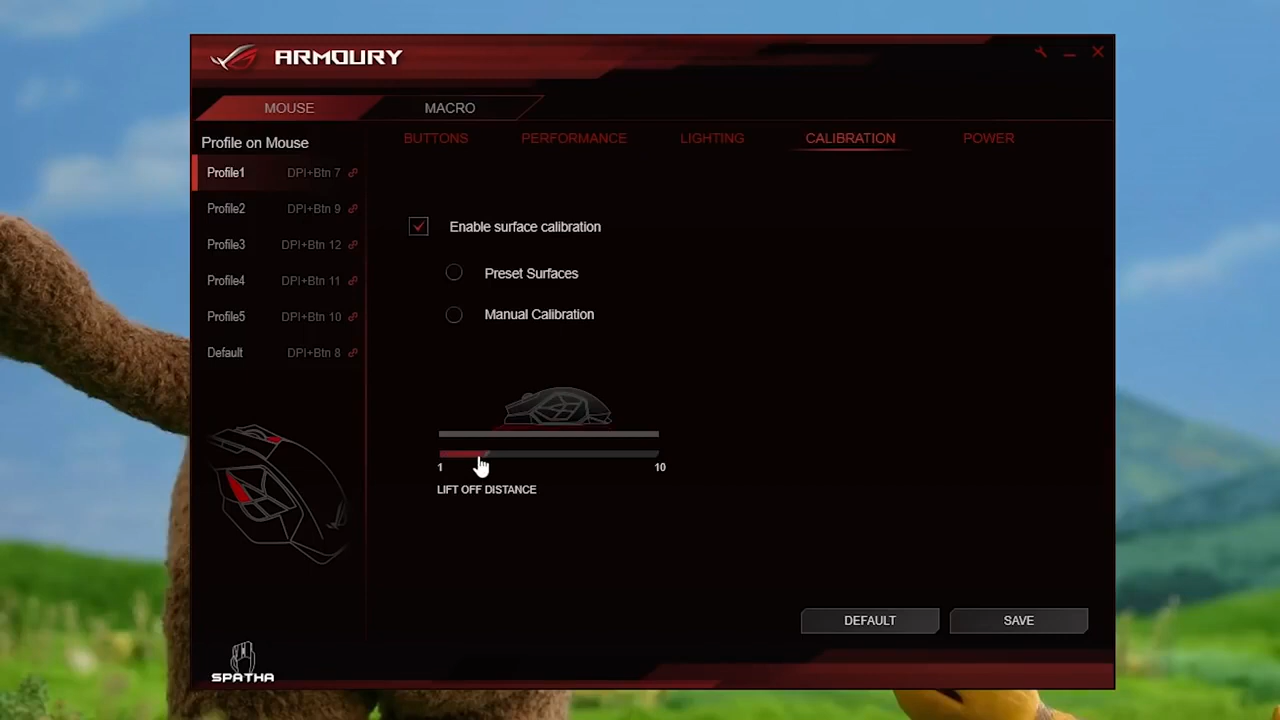 ARMOURY
MOUSE
MACRO
Profile on Mouse
BUTTONS
PERFORMANCE
LIGHTING
CALIBRATION
POWER
Profile1 DPI+Btn 7
Profile2 DPI+Btn 9
Profile3 DPI+Btn 12
Profile4 DPI+Btn 11
Profile5 DPI+Btn 10
Default DPI+Btn 8
Enable surface calibration
Preset Surfaces
Manual Calibration
1 10
LIFT OFF DISTANCE
DEFAULT
SAVE
SPATHA